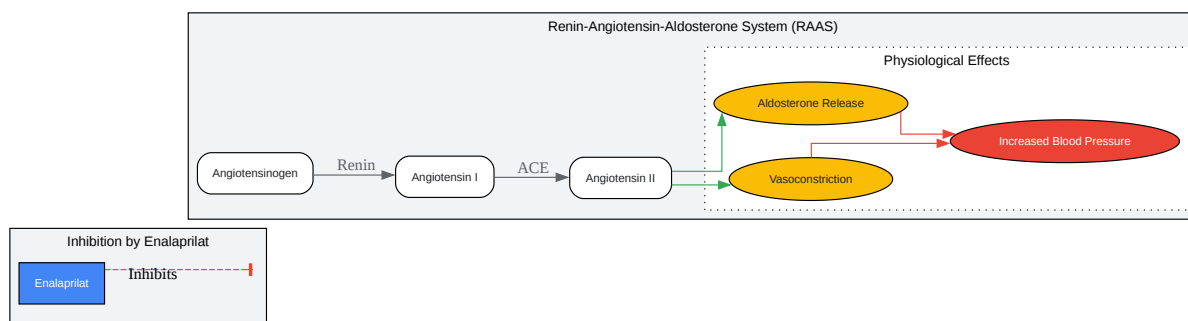 Renin-Angiotensin-Aldosterone System (RAAS)
Physiological Effects
Aldosterone Release
Increased Blood Pressure
Angiotensinogen
Renin
Angiotensin I
ACE
Angiotensin II
Vasoconstriction
Inhibition by Enalaprilat
Enalaprilat
Inhibits